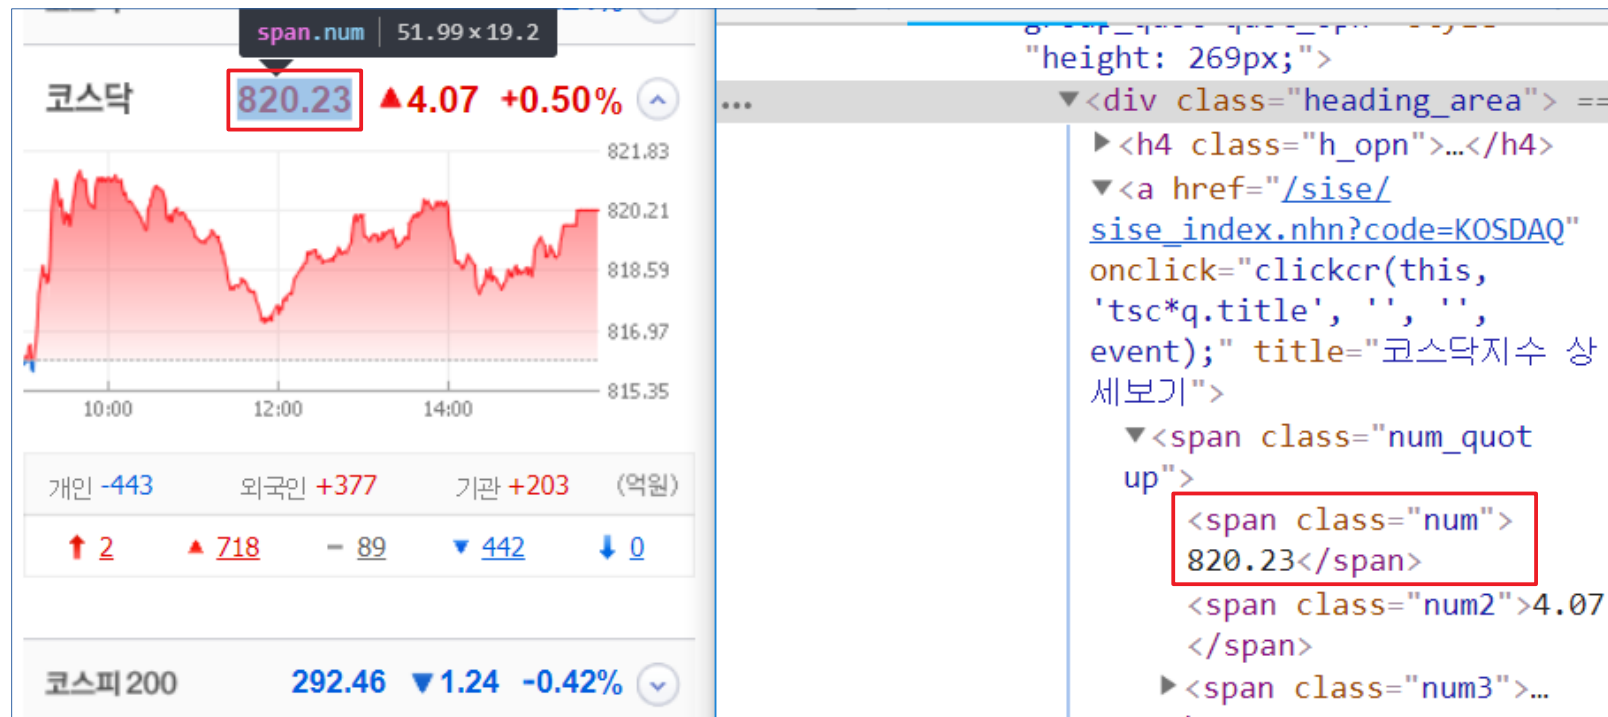 span.num 51.99×19.2
코스닥 820.23 ▲4.07 +0.50%
821.83
820.21
818.59
816.97
815.35
10:00 12:00 14:00
개인 -443 외국인 +377 기관 +203 (억원)
2 ▲ 718 − 89 ▼ 442 0
코스피 200 292.46 ▼1.24 -0.42%
"height: 269px;">
... ▼<div class="heading_area"> ==
▶<h4 class="h_opn">…</h4>
▼<a href="/sise/
sise_index.nhn?code=KOSDAQ"
onclick="clickcr(this,
'tsc*q.title', '', '',
event);" title="코스닥지수 상
세보기">
▼<span class="num_quot
up">
<span class="num">
820.23</span>
<span class="num2">4.07
</span>
▶<span class="num3">…